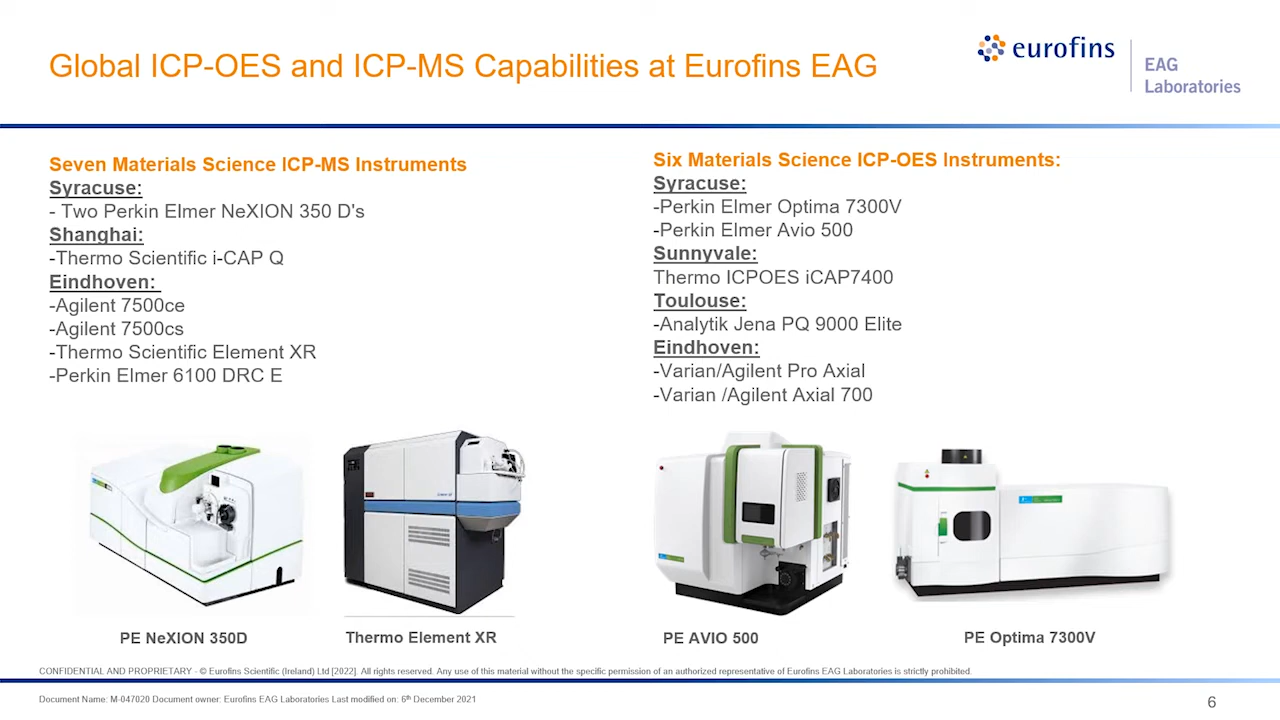 Global ICP-OES and ICP-MS Capabilities at Eurofins EAG
eurofins
EAG
Laboratories
Seven Materials Science ICP-MS Instruments
Syracuse:
- Two Perkin Elmer NeXION 350 D's
Shanghai:
-Thermo Scientific i-CAP Q
Eindhoven:
-Agilent 7500ce
-Agilent 7500cs
-Thermo Scientific Element XR
-Perkin Elmer 6100 DRC E
Six Materials Science ICP-OES Instruments:
Syracuse:
-Perkin Elmer Optima 7300V
-Perkin Elmer Avio 500
Sunnyvale:
Thermo ICPOES iCAP7400
Toulouse:
-Analytik Jena PQ 9000 Elite
Eindhoven:
-Varian/Agilent Pro Axial
-Varian /Agilent Axial 700
PE NeXION 350D
Thermo Element XR
PE AVIO 500
PE Optima 7300V
CONFIDENTIAL AND PROPRIETARY - © Eurofins Scientific (Ireland) Ltd [2022]. All rights reserved. Any use of this material without the specific permission of an authorized representative of Eurofins EAG Laboratories is strictly prohibited.
Document Name: M-047020 Document owner: Eurofins EAG Laboratories Last modified on: 6th December 2021
6